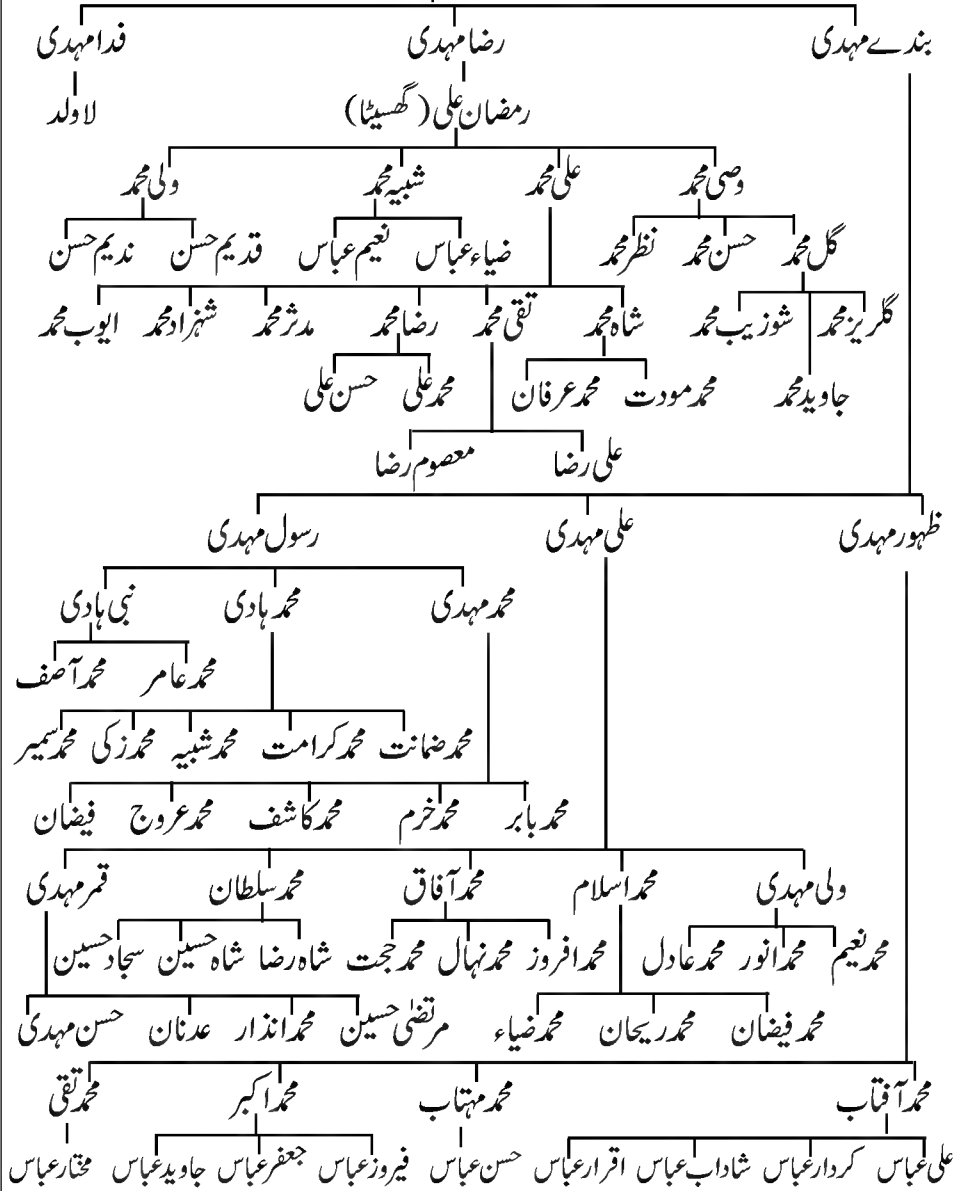 بندے مہدی رضا مہدی فدا مہدی
رمضان علی (گھسیٹا) لا ولد
وصی محمد علی محمد شبیہ محمد ولی محمد
گل محمد حسن محمد نظر محمد ضیاء عباس نعیم عباس قدیم حسن ندیم حسن
گلریز محمد شوزیب محمد شاہ محمد تقی محمد رضا محمد مدثر محمد شہزاد محمد ایوب محمد
جاوید محمد محمد مودت محمد عرفان محمد علی حسن علی
علی رضا معصوم رضا
ظہور مہدی علی مہدی رسول مہدی
محمد مہدی محمد ہادی نبی ہادی
محمد عامر محمد آصف
محمد ضمانت محمد کرامت محمد شبیہ محمد زکی محمد سمیر
محمد بابر محمد خرم محمد کاشف محمد عروج فیضان
ولی مہدی محمد اسلام محمد آفاق محمد سلطان قمر مہدی
محمد نعیم محمد انور محمد عادل محمد افروز محمد نہال محمد حجت شاہ رضا شاہ حسین سجاد حسین
محمد فیضان محمد ریحان محمد ضیاء مرتضیٰ حسین محمد انذار عدنان حسن مہدی
محمد آفتاب محمد مہتاب محمد اکبر محمد تقی
علی عباس کردار عباس شاداب عباس اقرار عباس حسن عباس فیروز عباس جعفر عباس جاوید عباس مختار عباس